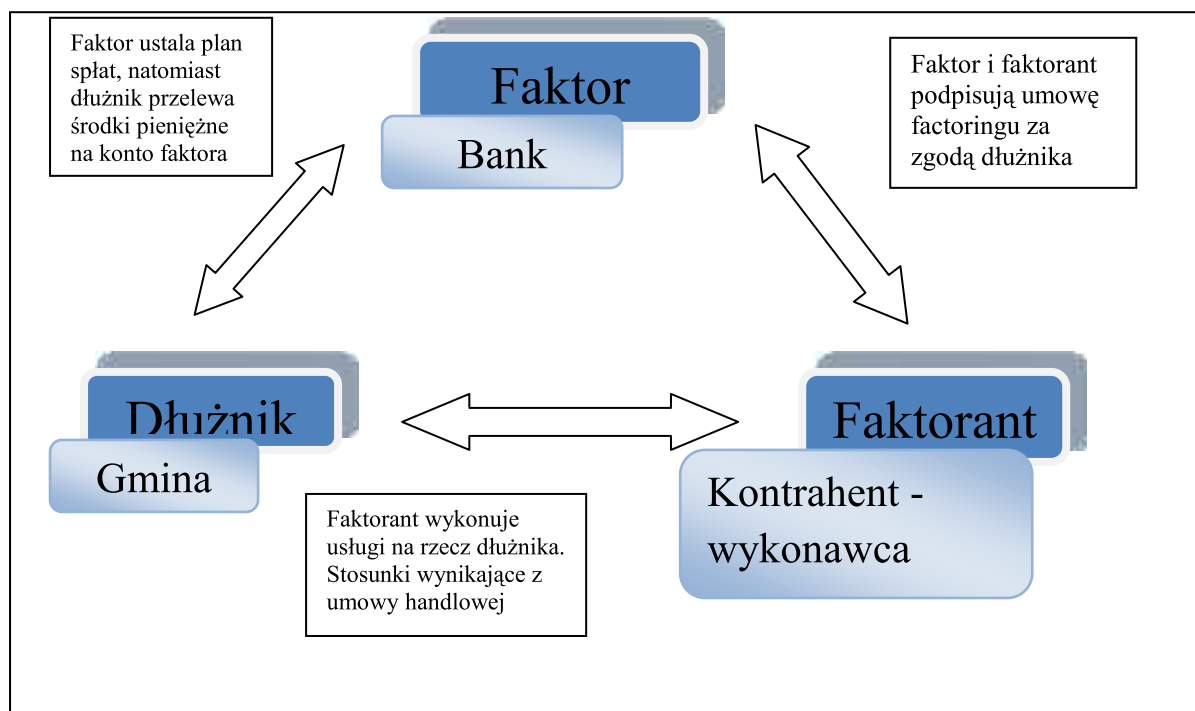 Faktor ustala plan
spłat, natomiast
dłużnik przelewa
środki pieniężne
na konto faktora
Faktor
Bank
Faktor i faktorant
podpisują umowę
factoringu za
zgodą dłużnika
Dłużnik
Gmina
Faktorant
Kontrahent -
wykonawca
Faktorant wykonuje
usługi na rzecz dłużnika.
Stosunki wynikające z
umowy handlowej